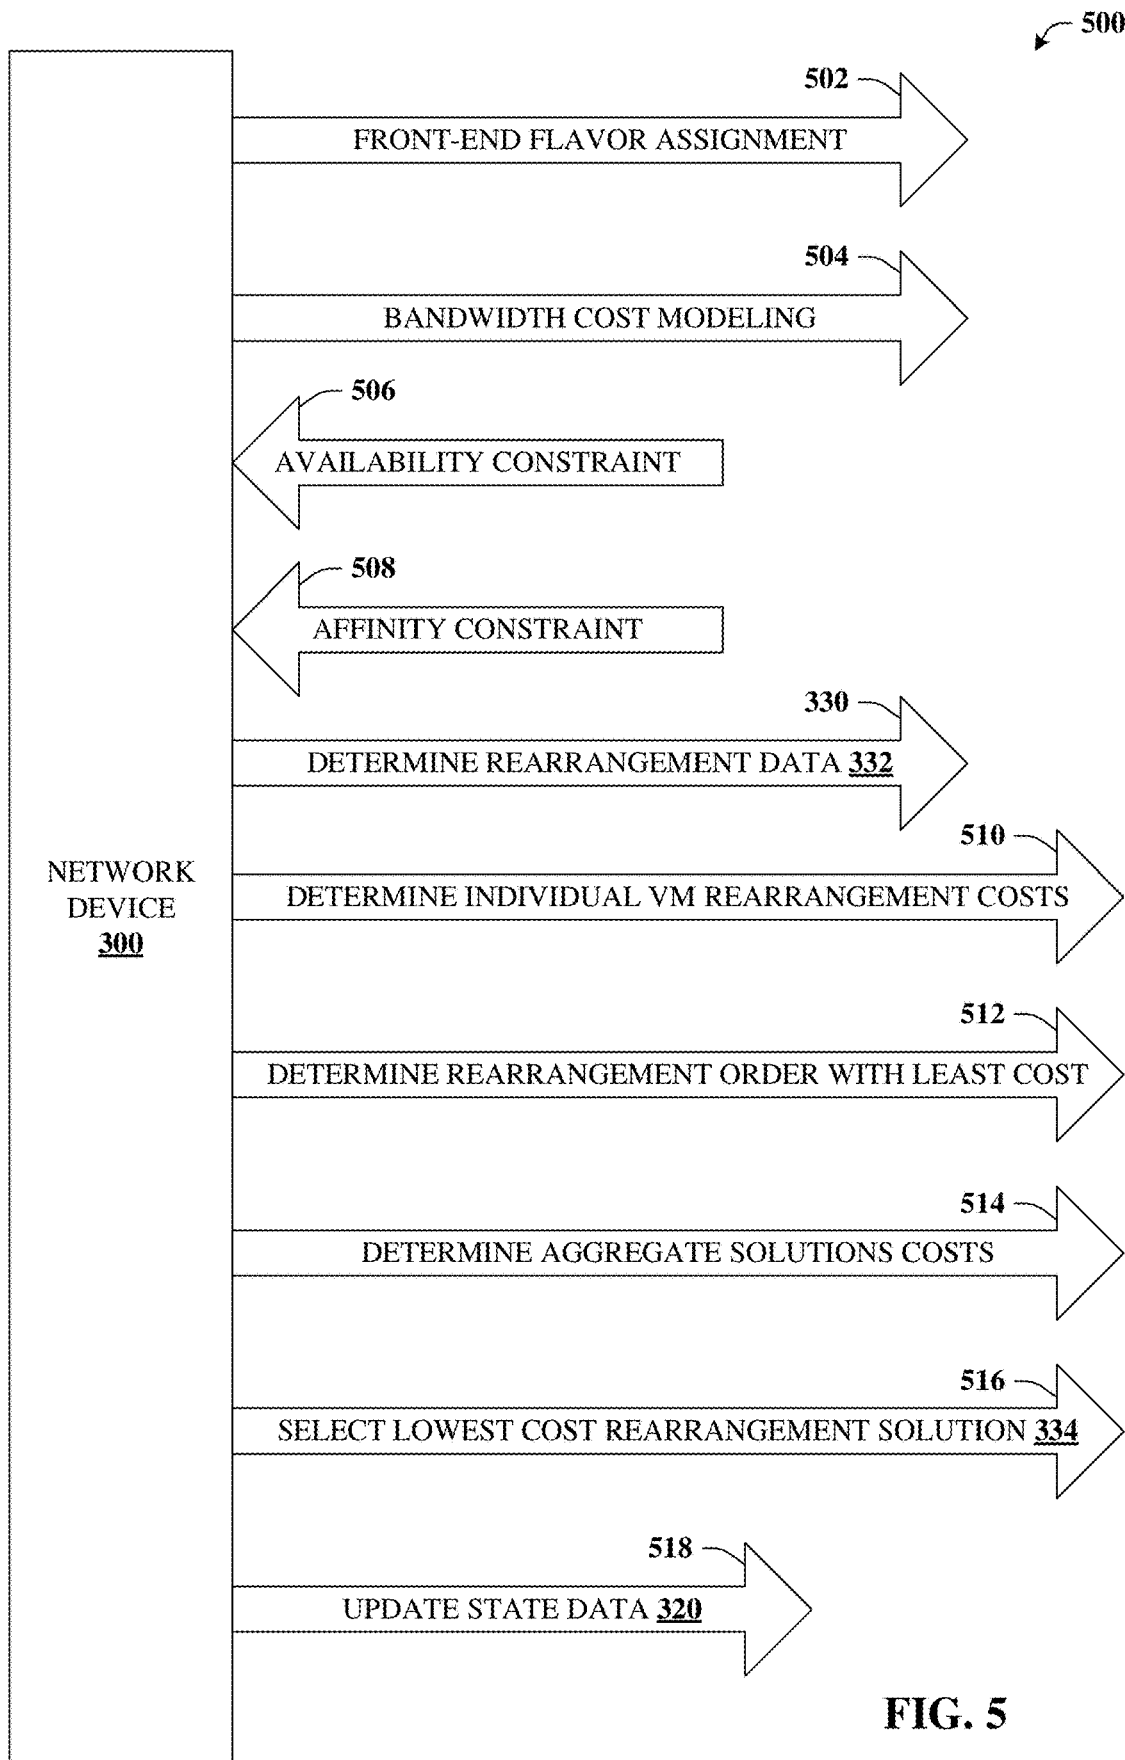 500
502
FRONT-END FLAVOR ASSIGNMENT
504
BANDWIDTH COST MODELING
506
AVAILABILITY CONSTRAINT
508
AFFINITY CONSTRAINT
330
DETERMINE REARRANGEMENT DATA 332
NETWORK
DEVICE
300
510
DETERMINE INDIVIDUAL VM REARRANGEMENT COSTS
512
DETERMINE REARRANGEMENT ORDER WITH LEAST COST
514
DETERMINE AGGREGATE SOLUTIONS COSTS
516
SELECT LOWEST COST REARRANGEMENT SOLUTION 334
518
UPDATE STATE DATA 320
FIG. 5